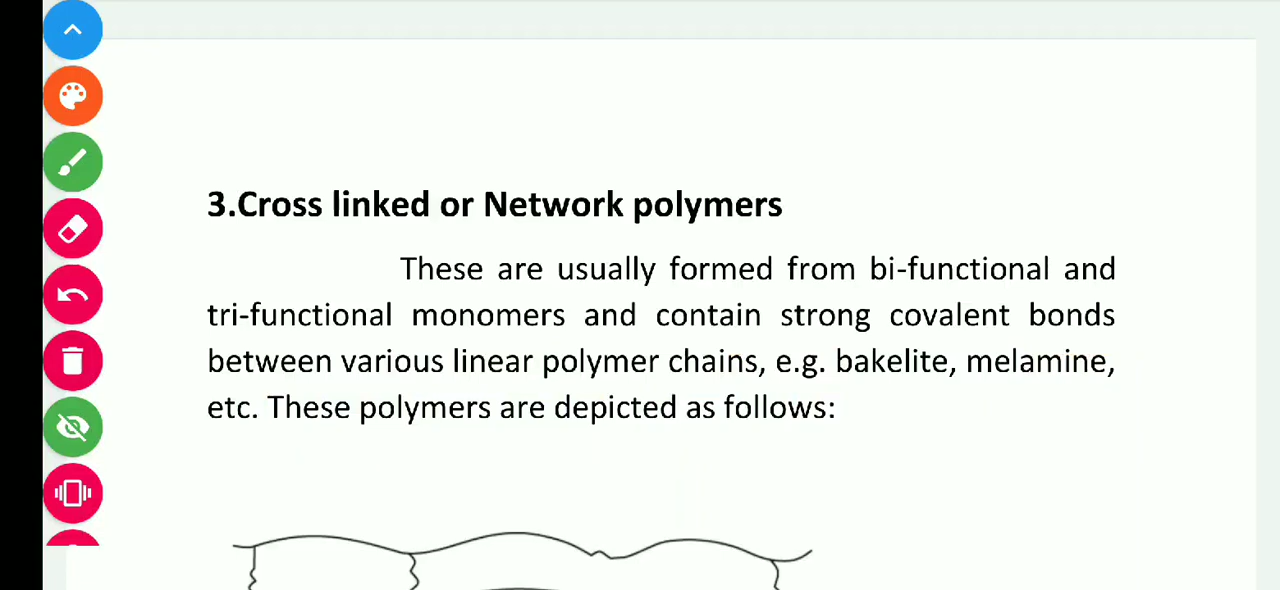 3.Cross linked or Network polymers
These are usually formed from bi-functional and
tri-functional monomers and contain strong covalent bonds
between various linear polymer chains, e.g. bakelite, melamine,
etc. These polymers are depicted as follows: